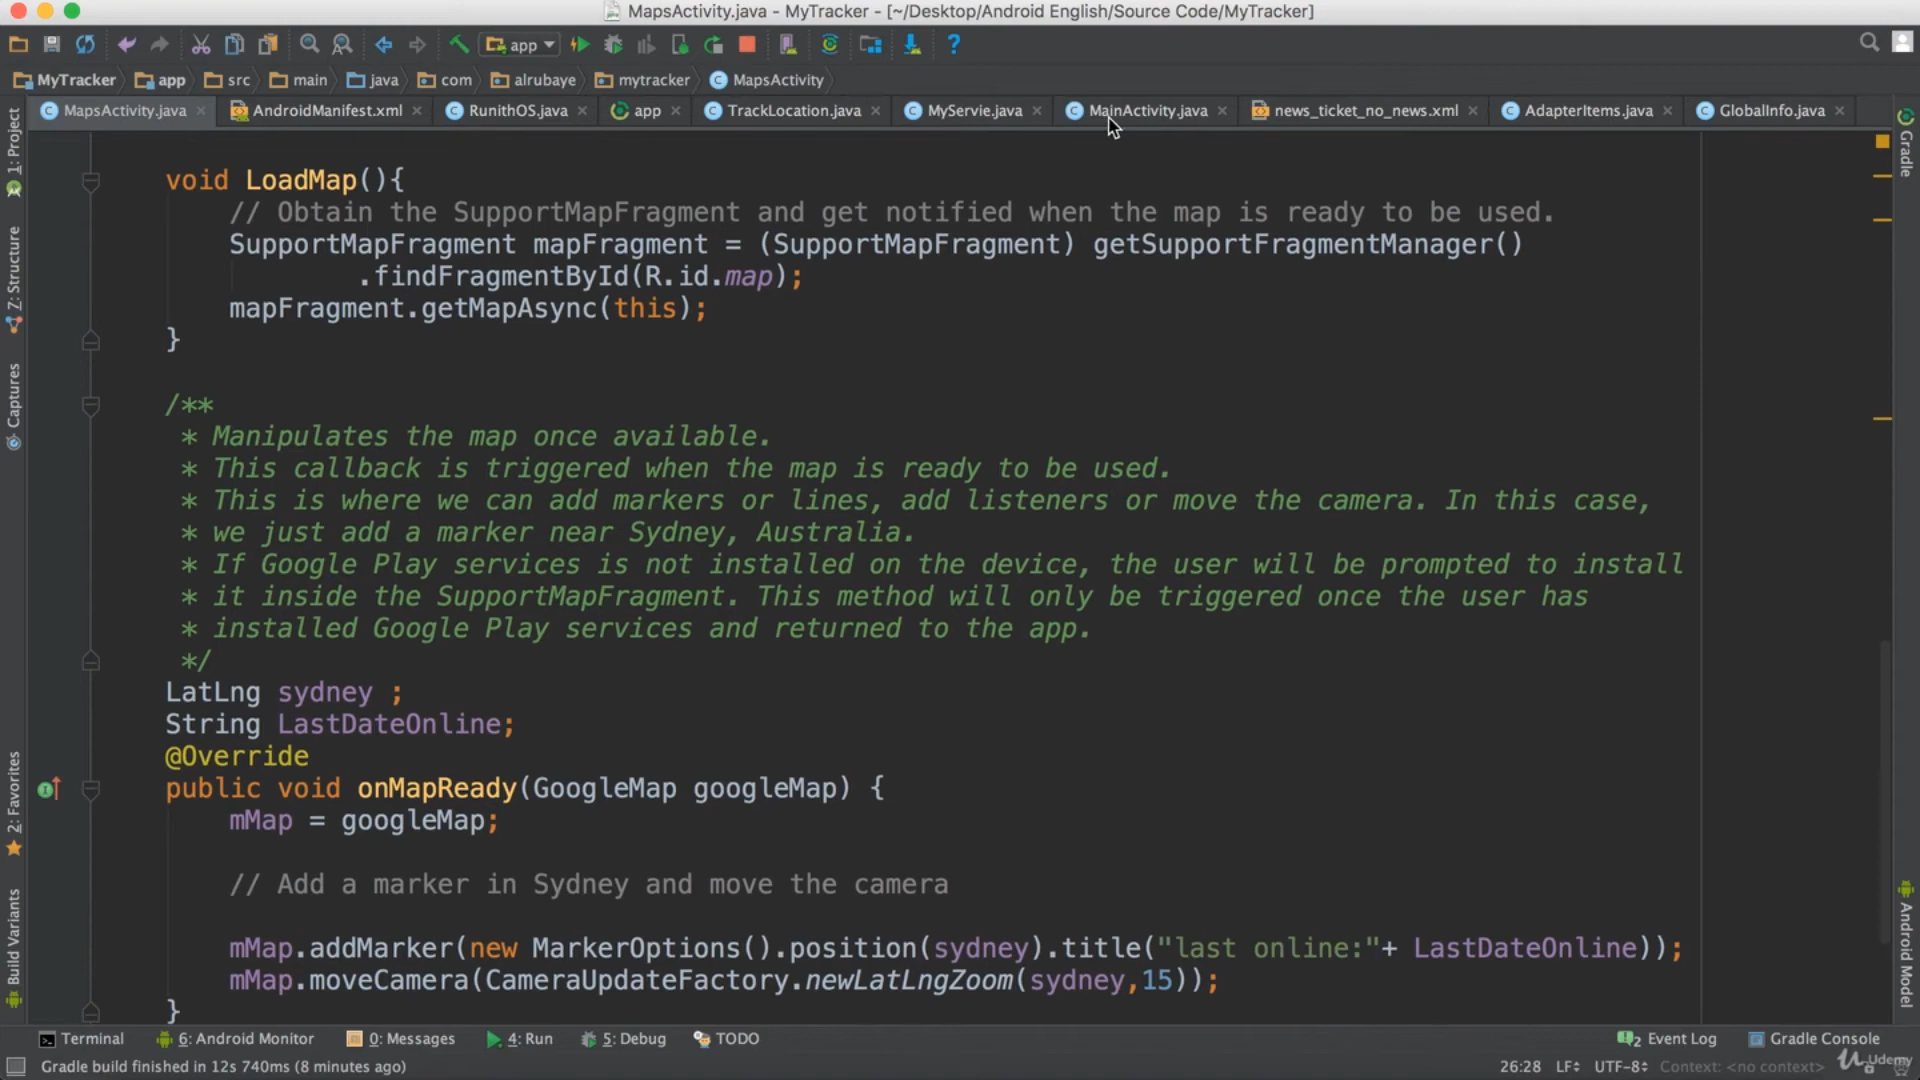 MapsActivity.java - MyTracker - [~/Desktop/Android English/Source Code/MyTracker]
app
MyTracker app src main java com alrubaye mytracker MapsActivity
MapsActivity.java AndroidManifest.xml RunithOS.java app TrackLocation.java MyServie.java MainActivity.java news_ticket_no_news.xml AdapterItems.java GlobalInfo.java
1: Project
Z: Structure
Captures
2: Favorites
Build Variants
void LoadMap(){
// Obtain the SupportMapFragment and get notified when the map is ready to be used.
SupportMapFragment mapFragment = (SupportMapFragment) getSupportFragmentManager()
.findFragmentById(R.id.map);
mapFragment.getMapAsync(this);
}
/**
* Manipulates the map once available.
* This callback is triggered when the map is ready to be used.
* This is where we can add markers or lines, add listeners or move the camera. In this case,
* we just add a marker near Sydney, Australia.
* If Google Play services is not installed on the device, the user will be prompted to install
* it inside the SupportMapFragment. This method will only be triggered once the user has
* installed Google Play services and returned to the app.
*/
LatLng sydney ;
String LastDateOnline;
@Override
public void onMapReady(GoogleMap googleMap) {
mMap = googleMap;
// Add a marker in Sydney and move the camera
mMap.addMarker(new MarkerOptions().position(sydney).title("last online:"+ LastDateOnline));
mMap.moveCamera(CameraUpdateFactory.newLatLngZoom(sydney,15));
}
Gradle
Android Model
Terminal 6: Android Monitor 0: Messages 4: Run 5: Debug TODO 2 Event Log Gradle Console
Gradle build finished in 12s 740ms (8 minutes ago) 26:28 LF UTF-8 Context: <no context>
Udemy